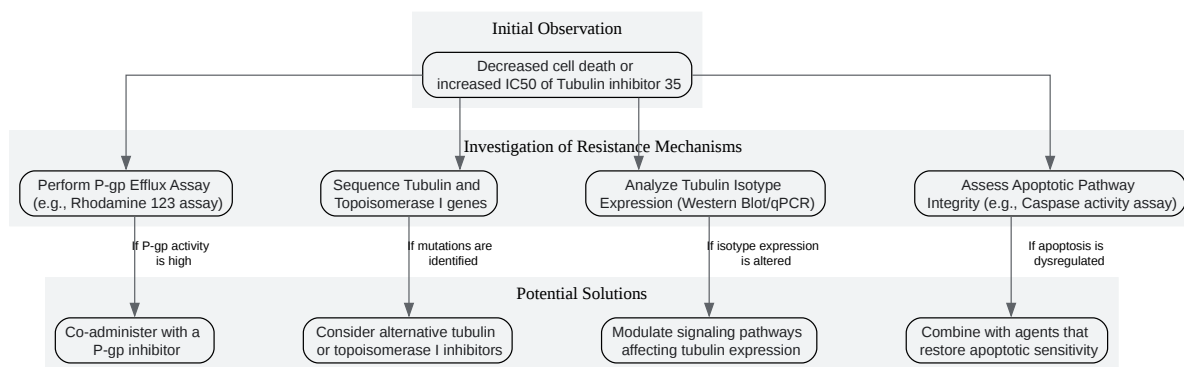 Initial Observation
Decreased cell death or
increased IC50 of Tubulin inhibitor 35
Investigation of Resistance Mechanisms
Perform P-gp Efflux Assay
(e.g., Rhodamine 123 assay)
Sequence Tubulin and
Topoisomerase I genes
Analyze Tubulin Isotype
Expression (Western Blot/qPCR)
Assess Apoptotic Pathway
Integrity (e.g., Caspase activity assay)
If P-gp activity
is high
If mutations are
identified
If isotype expression
is altered
If apoptosis is
dysregulated
Potential Solutions
Co-administer with a
P-gp inhibitor
Consider alternative tubulin
or topoisomerase I inhibitors
Modulate signaling pathways
affecting tubulin expression
Combine with agents that
restore apoptotic sensitivity